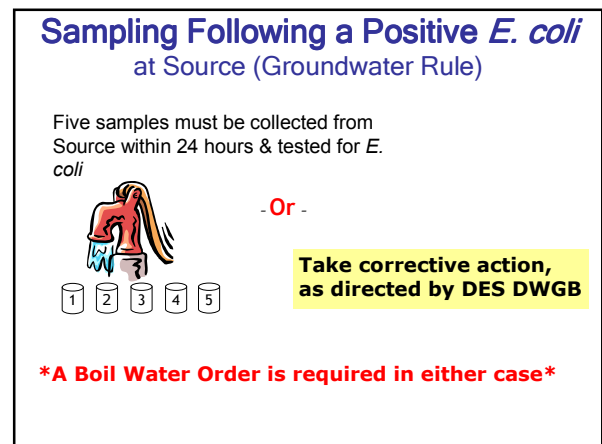 Sampling Following a Positive E. coli
at Source (Groundwater Rule)
Five samples must be collected from
Source within 24 hours & tested for E.
coli
- Or -
Take corrective action,
as directed by DES DWGB
1 2 3 4 5
*A Boil Water Order is required in either case*